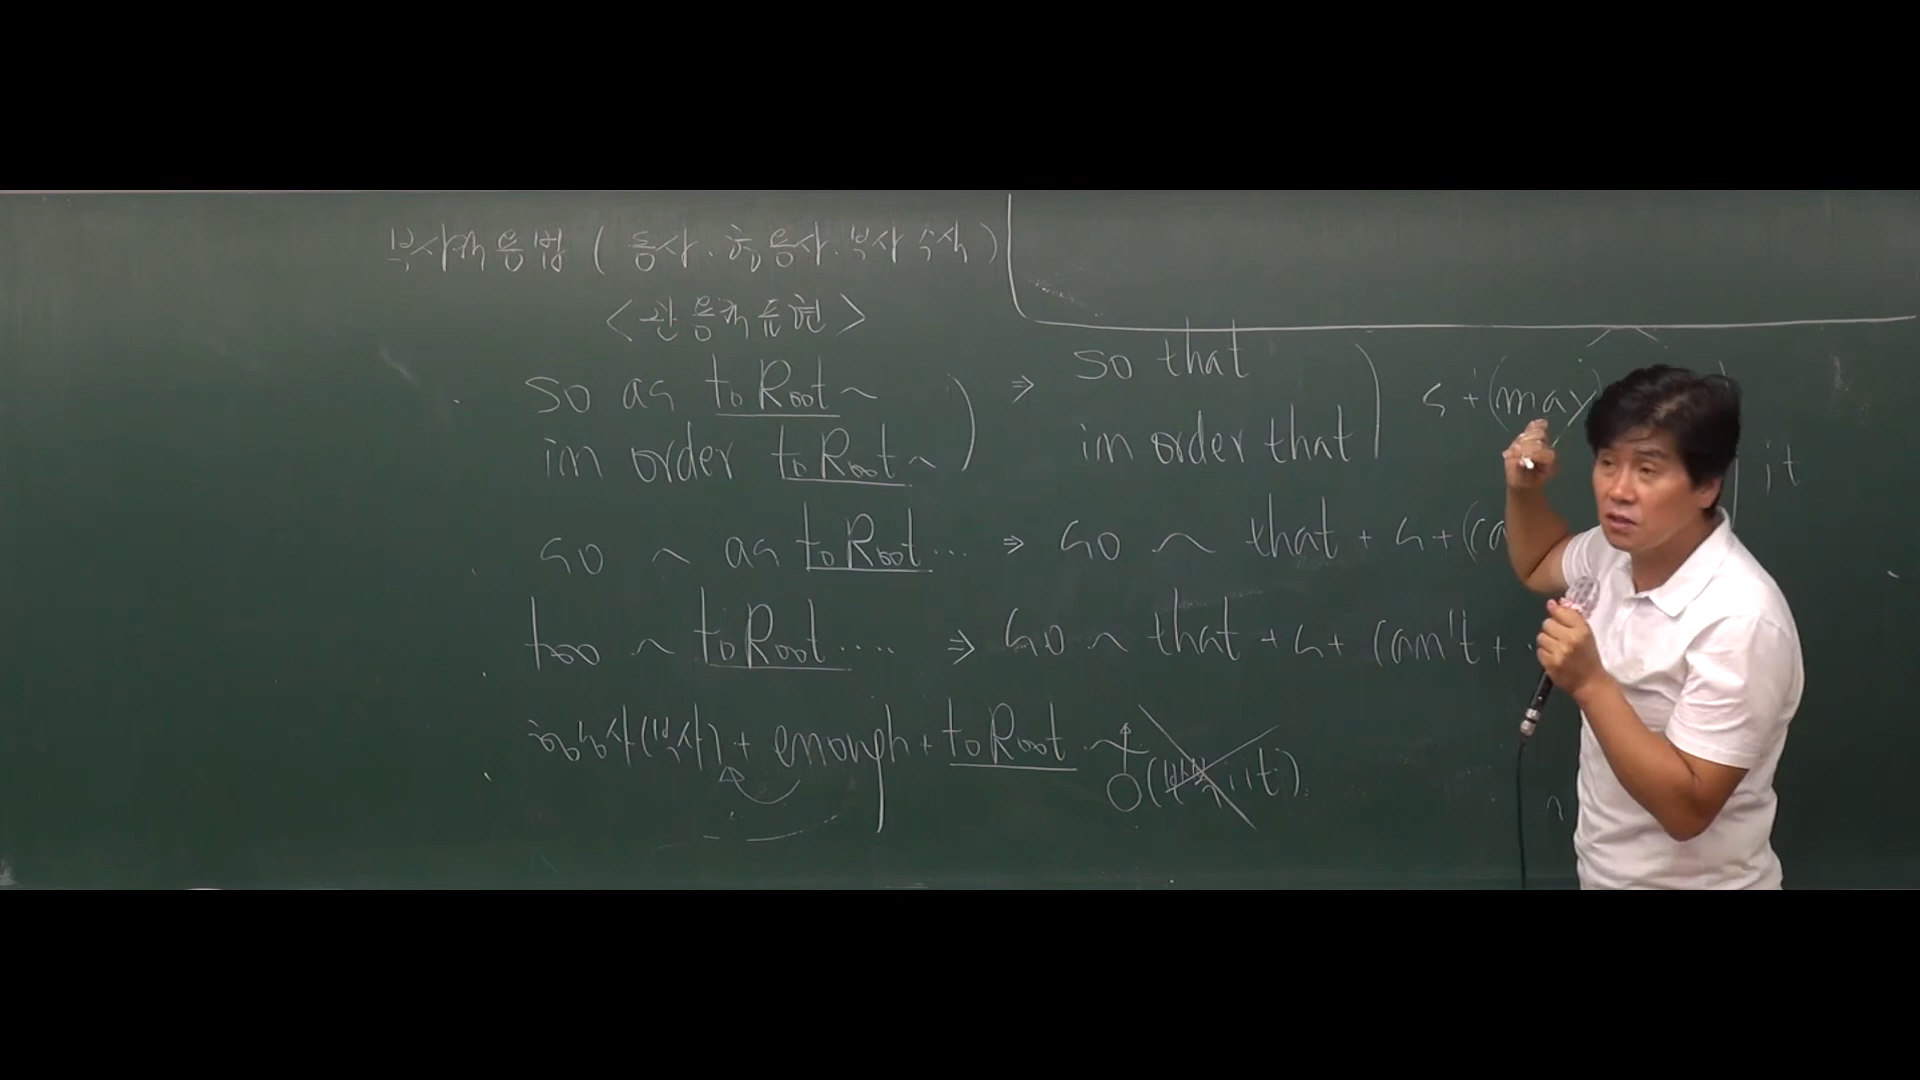 부사적용법 ( 동사. 형용사. 부사 수식 )
<관용적표현>
so as to Root ~ ) ⇒ so that ) S + (may
in order to Root ~ in order that it
so ~ as to Root ... ⇒ so ~ that + S + (ca
too ~ to Root .... ⇒ so ~ that + S + can't +
형용사(부사) + enough + to Root ~